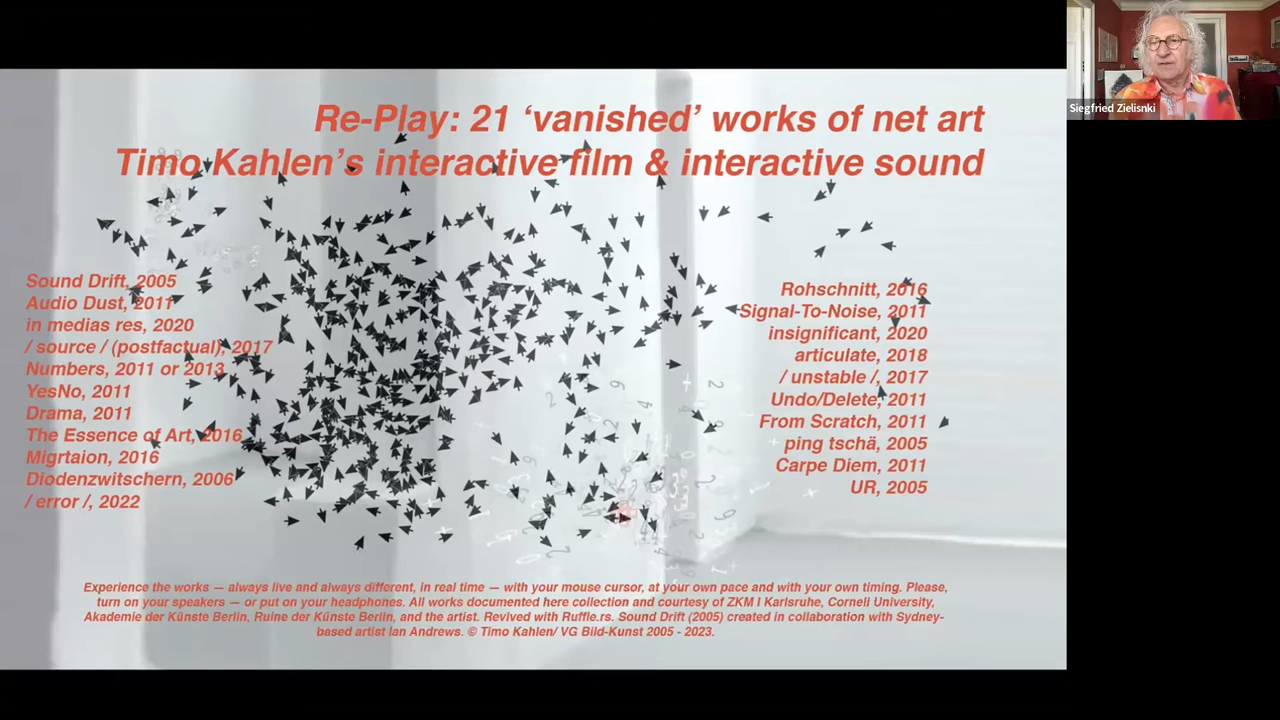 Re-Play: 21 ‘vanished’ works of net art
Timo Kahlen’s interactive film & interactive sound
Sound Drift, 2005
Audio Dust, 2011
in medias res, 2020
/ source / (postfactual), 2017
Numbers, 2011 or 2013
YesNo, 2011
Drama, 2011
The Essence of Art, 2016
Migrtaion, 2016
Diodenzwitschern, 2006
/ error /, 2022
Rohschnitt, 2016
Signal-To-Noise, 2011
insignificant, 2020
articulate, 2018
/ unstable /, 2017
Undo/Delete, 2011
From Scratch, 2011
ping tschä, 2005
Carpe Diem, 2011
UR, 2005
Experience the works — always live and always different, in real time — with your mouse cursor, at your own pace and with your own timing. Please,
turn on your speakers — or put on your headphones. All works documented here collection and courtesy of ZKM I Karlsruhe, Cornell University,
Akademie der Künste Berlin, Ruine der Künste Berlin, and the artist. Revived with Ruffle.rs. Sound Drift (2005) created in collaboration with Sydney-
based artist Ian Andrews. © Timo Kahlen/ VG Bild-Kunst 2005 - 2023.
Siegfried Zielisnki